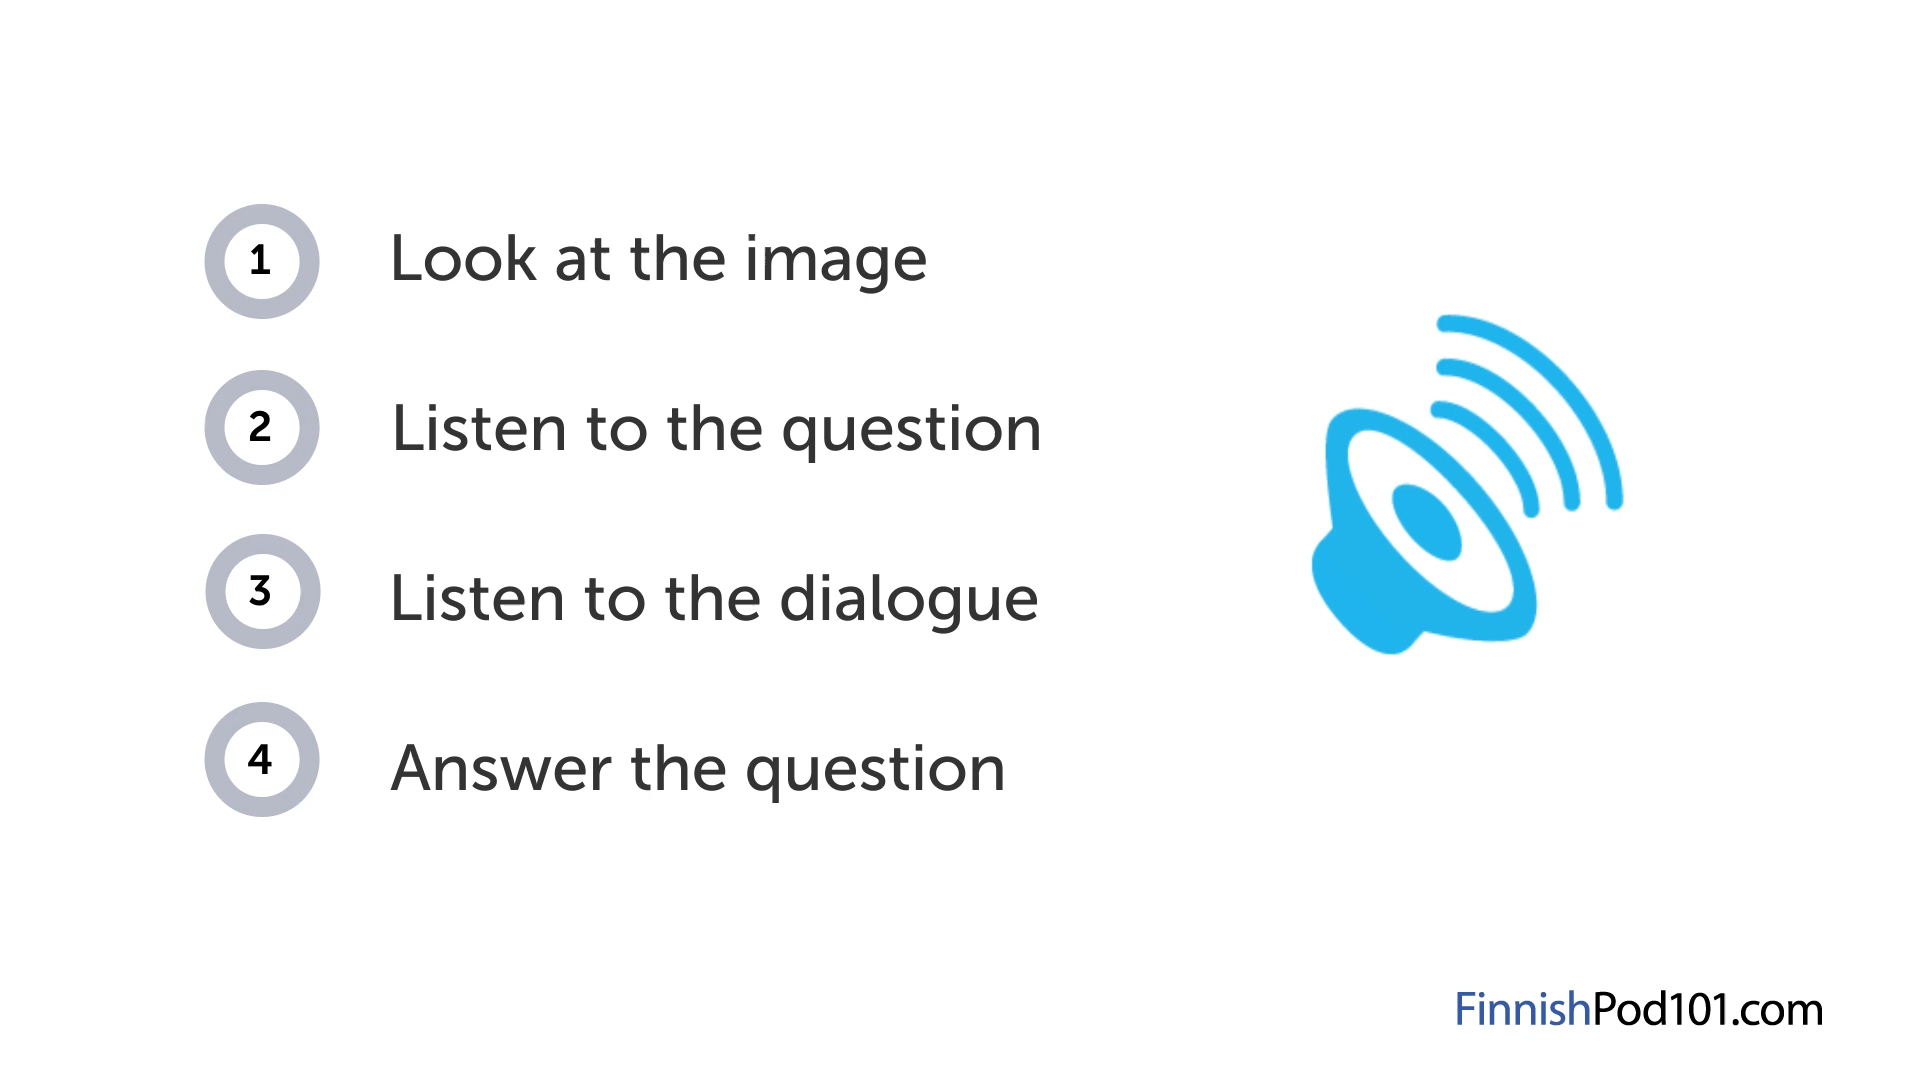 1 Look at the image
2 Listen to the question
3 Listen to the dialogue
4 Answer the question
FinnishPod101.com